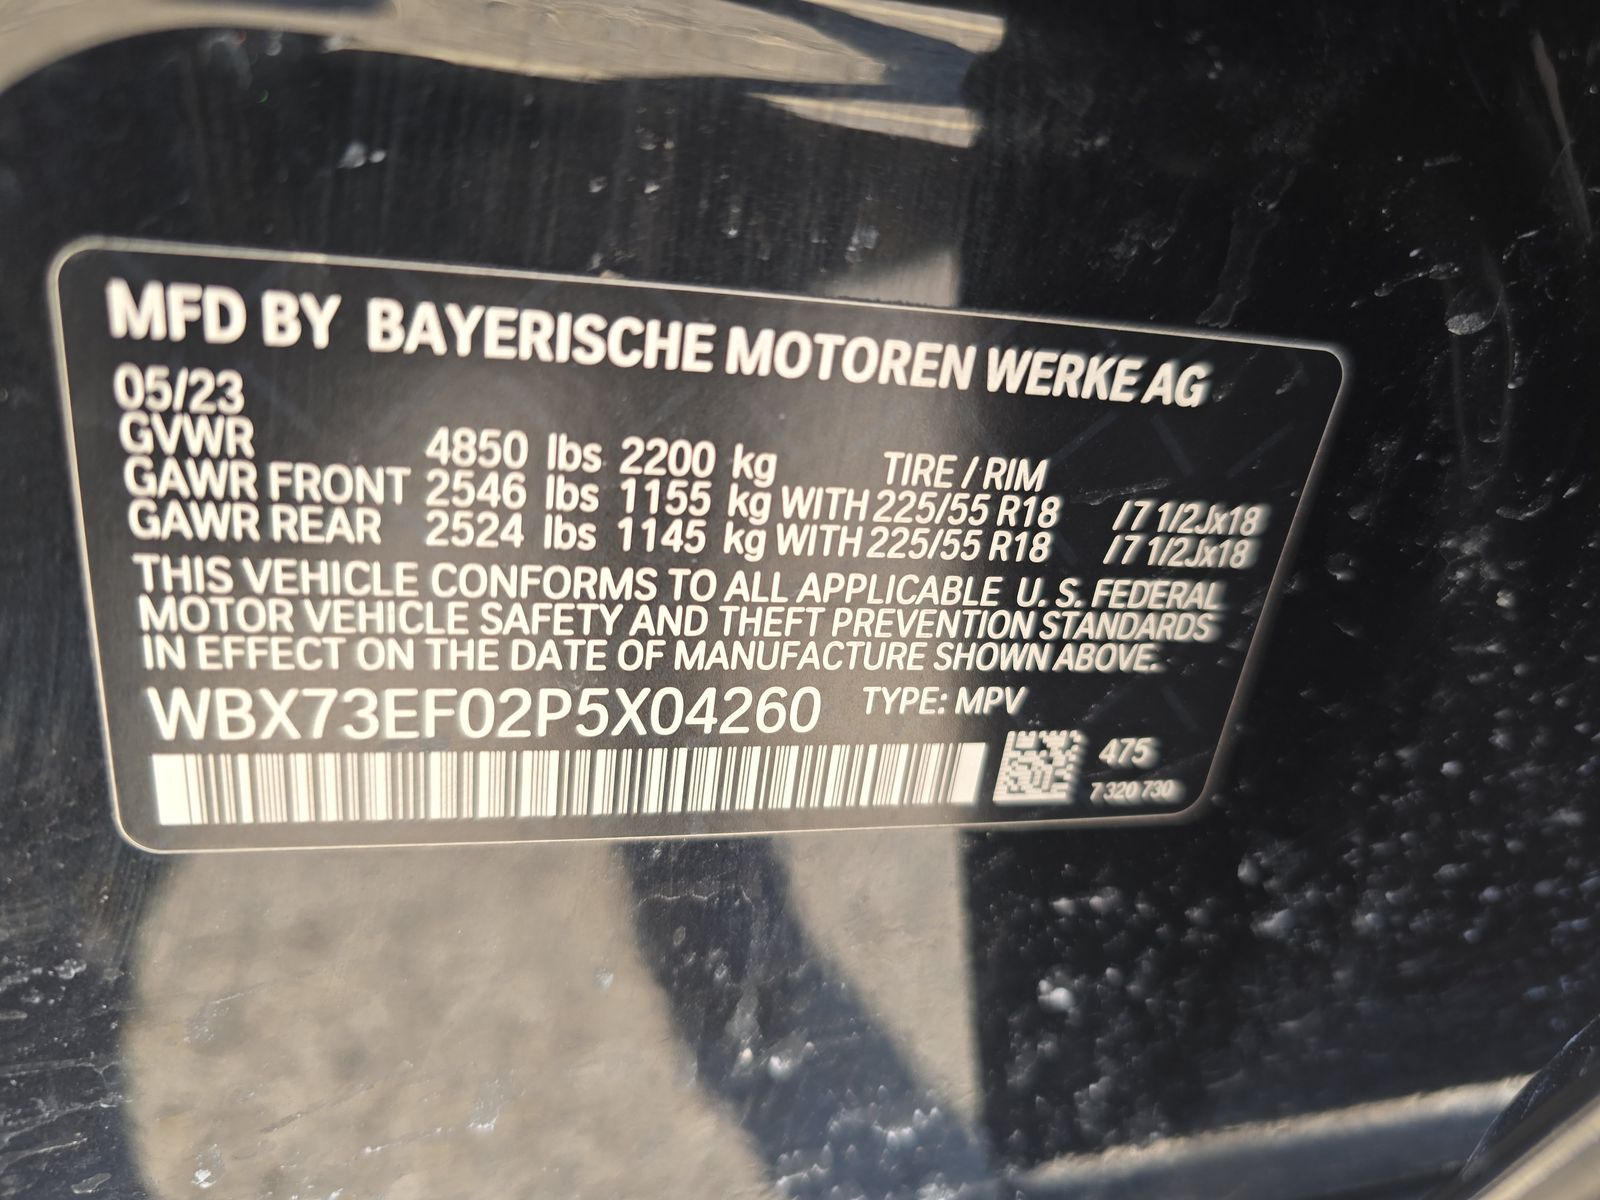 MFD BY BAYERISCHE MOTOREN WERKE AG
05/23
GVWR 4850 lbs 2200 kg TIRE / RIM
GAWR FRONT 2546 lbs 1155 kg WITH 225/55 R18 / 7 1/2Jx18
GAWR REAR 2524 lbs 1145 kg WITH 225/55 R18 / 7 1/2Jx18
THIS VEHICLE CONFORMS TO ALL APPLICABLE U. S. FEDERAL
MOTOR VEHICLE SAFETY AND THEFT PREVENTION STANDARDS
IN EFFECT ON THE DATE OF MANUFACTURE SHOWN ABOVE.
WBX73EF02P5X04260 TYPE: MPV
475
7 320 730